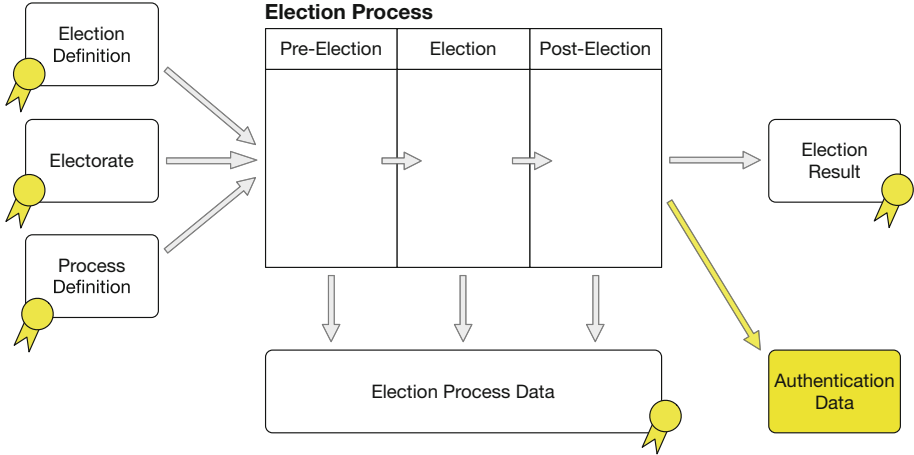 Election Process
Election
Definition
Pre-Election
Election
Post-Election
Electorate
Election
Result
Process
Definition
Election Process Data
Authentication
Data